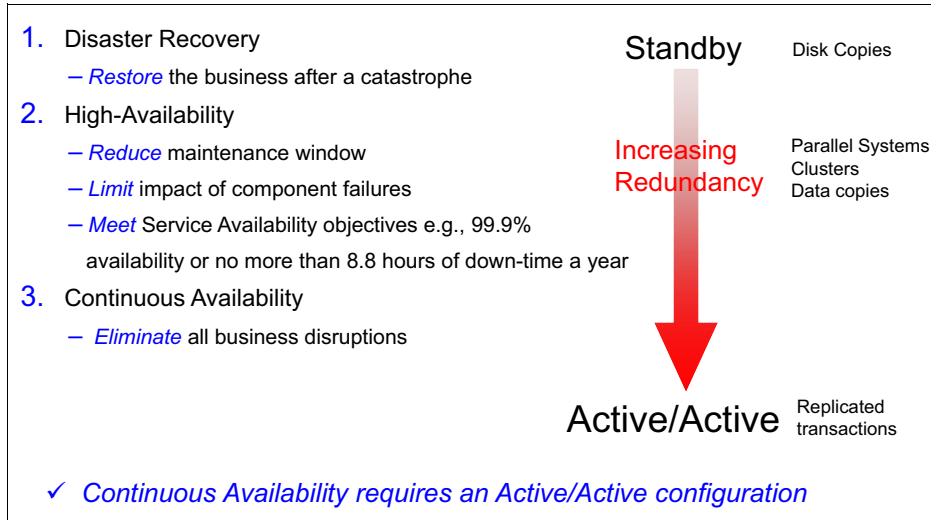 1. Disaster Recovery
– Restore the business after a catastrophe
2. High-Availability
– Reduce maintenance window
– Limit impact of component failures
– Meet Service Availability objectives e.g., 99.9%
availability or no more than 8.8 hours of down-time a year
3. Continuous Availability
– Eliminate all business disruptions
Standby
Disk Copies
Increasing
Redundancy
Parallel Systems
Clusters
Data copies
Active/Active
Replicated
transactions
✓ Continuous Availability requires an Active/Active configuration